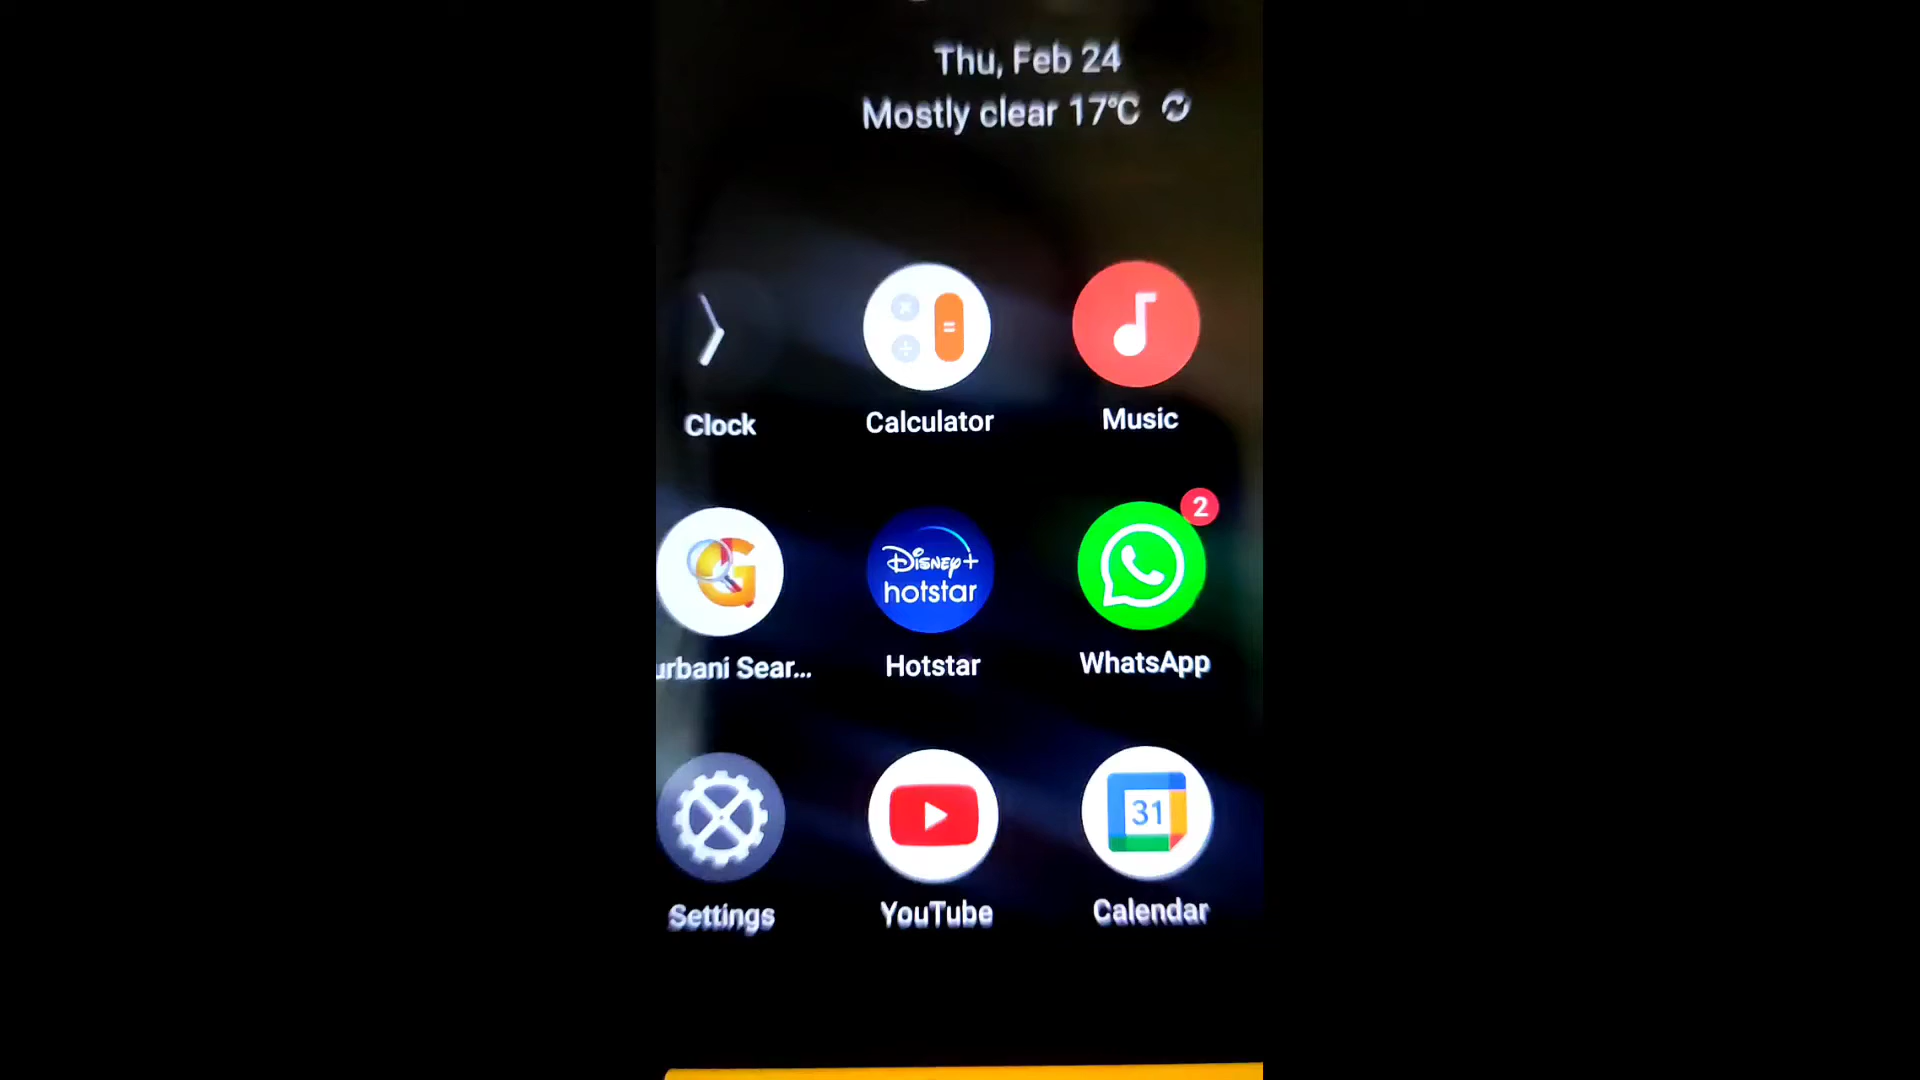 Thu, Feb 24
Mostly clear 17°C
Clock
Calculator
Music
2
Disney+
hotstar
urbani Sear...
Hotstar
WhatsApp
31
Settings
YouTube
Calendar